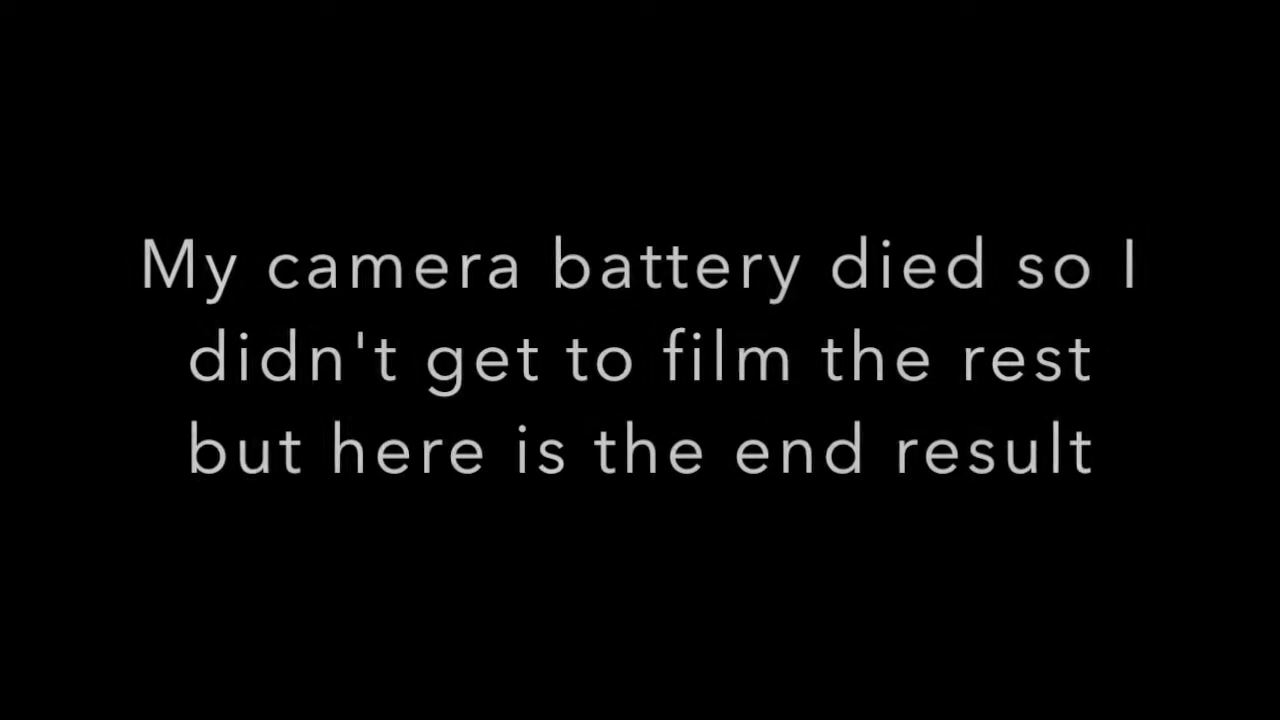 My camera battery died so I
didn't get to film the rest
but here is the end result